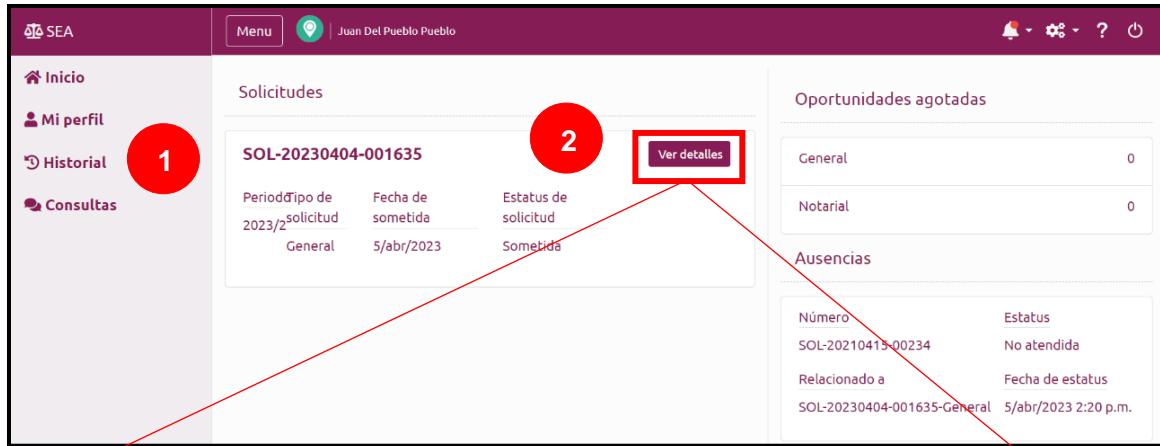 SEA
Menu
Juan Del Pueblo Pueblo
?
Inicio
Mi perfil
Historial
Consultas
1
Solicitudes
2
SOL-20230404-001635
Ver detalles
Periodo
2023/2
Tipo de
solicitud
General
Fecha de
sometida
5/abr/2023
Estatus de
solicitud
Sometida
Oportunidades agotadas
General 0
Notarial 0
Ausencias
Número Estatus
SOL-20210415-00234 No atendida
Relacionado a Fecha de estatus
SOL-20230404-001635-General 5/abr/2023 2:20 p.m.